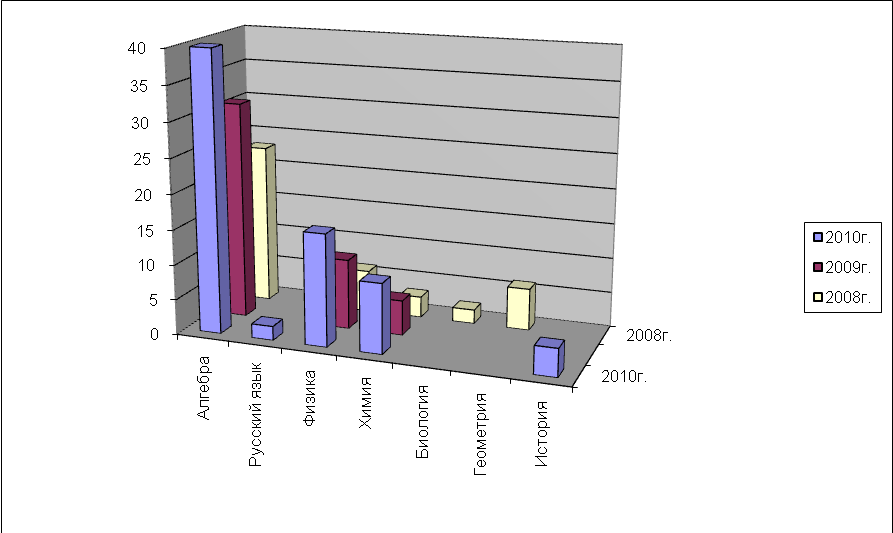 40
35
30
25
20
15
10
5
0
Алгебра
Русский язык
Физика
Химия
Биология
Геометрия
История
2008г.
2010г.
2010г.
2009г.
2008г.